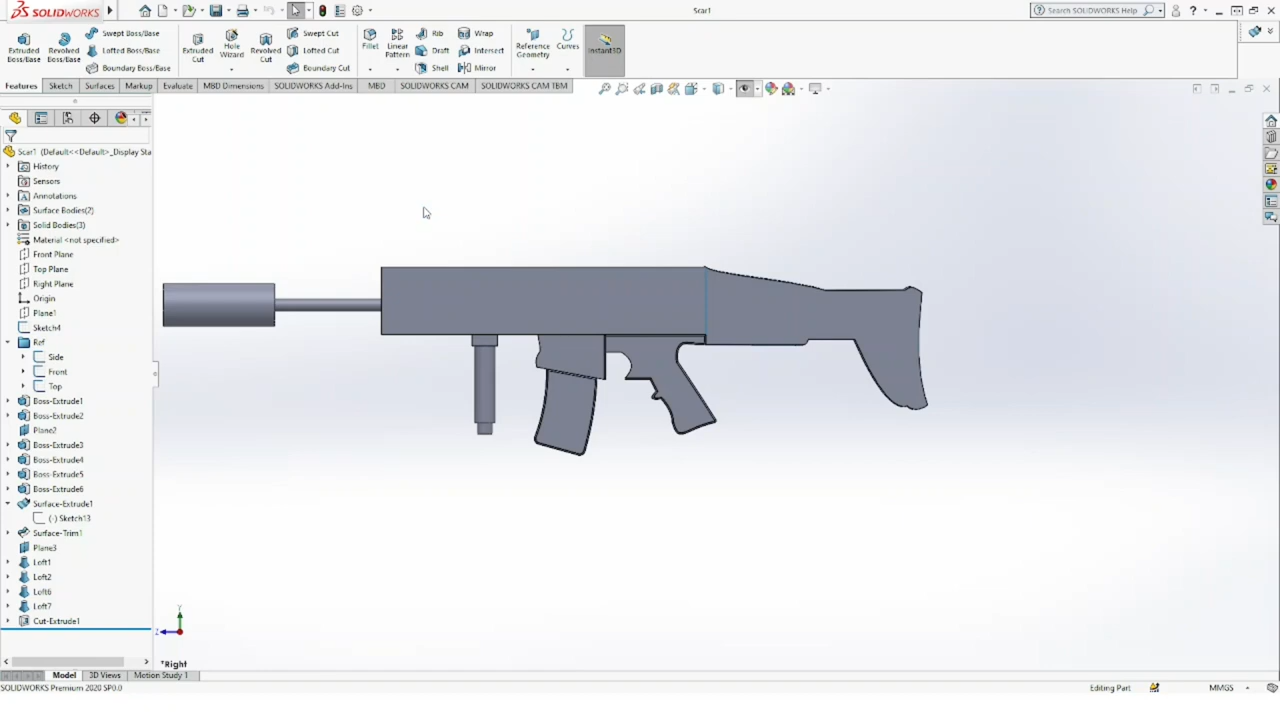 SOLIDWORKS
Scar1
Search SOLIDWORKS Help
Extruded Boss/Base
Revolved Boss/Base
Swept Boss/Base
Lofted Boss/Base
Boundary Boss/Base
Extruded Cut
Hole Wizard
Revolved Cut
Swept Cut
Lofted Cut
Boundary Cut
Fillet
Linear Pattern
Rib
Draft
Shell
Wrap
Intersect
Mirror
Reference Geometry
Curves
Instant3D
Features
Sketch
Surfaces
Markup
Evaluate
MBD Dimensions
SOLIDWORKS Add-Ins
MBD
SOLIDWORKS CAM
SOLIDWORKS CAM TBM
Scar1 (Default<<Default>_Display Sta
History
Sensors
Annotations
Surface Bodies(2)
Solid Bodies(3)
Material <not specified>
Front Plane
Top Plane
Right Plane
Origin
Plane1
Sketch4
Ref
Side
Front
Top
Boss-Extrude1
Boss-Extrude2
Plane2
Boss-Extrude3
Boss-Extrude4
Boss-Extrude5
Boss-Extrude6
Surface-Extrude1
(-) Sketch13
Surface-Trim1
Plane3
Loft1
Loft2
Loft6
Loft7
Cut-Extrude1
Y
Z
*Right
Model
3D Views
Motion Study 1
SOLIDWORKS Premium 2020 SP0.0
Editing Part
MMGS